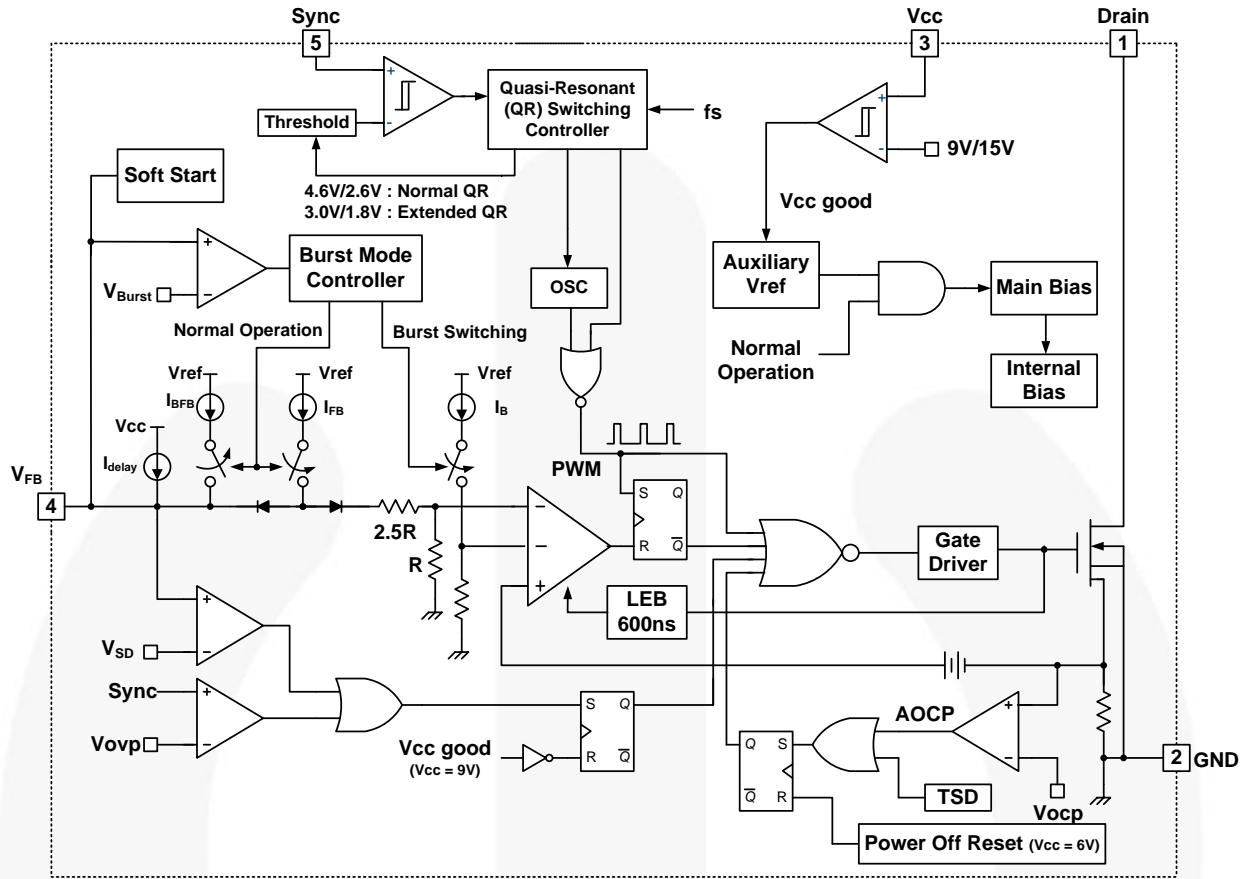 Sync
Vcc
Drain
5
3
1
+
-
Quasi-Resonant
(QR) Switching
Controller
fs
Threshold
+
-
9V/15V
Soft Start
4.6V/2.6V : Normal QR
3.0V/1.8V : Extended QR
Vcc good
+
−
VBurst
Burst Mode
Controller
OSC
Auxiliary
Vref
Main Bias
Normal Operation
Burst Switching
Normal
Operation
Internal
Bias
Vref
IBFB
Vref
IFB
Vref
IB
Vcc
Idelay
VFB
4
PWM
2.5R
R
−
−
+
S Q
R Q
Gate
Driver
LEB
600ns
+
−
VSD
Sync
+
−
Vovp
S Q
R Q
Vcc good
(Vcc = 9V)
AOCP
+
−
Q S
Q R
TSD
Vocp
2
GND
Power Off Reset (Vcc = 6V)